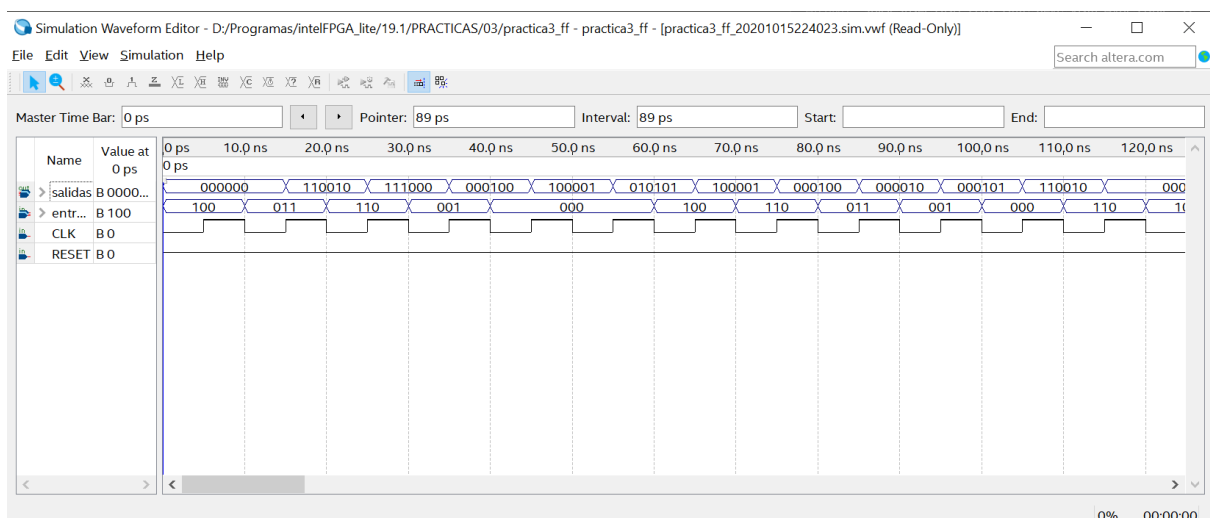 Simulation Waveform Editor - D:/Programas/intelFPGA_lite/19.1/PRACTICAS/03/practica3_ff - practica3_ff - [practica3_ff_20201015224023.sim.vwf (Read-Only)]
File Edit View Simulation Help
Search altera.com
Master Time Bar: 0 ps Pointer: 89 ps Interval: 89 ps Start: End:
Name Value at 0 ps
0 ps 10,0 ns 20,0 ns 30,0 ns 40,0 ns 50,0 ns 60,0 ns 70,0 ns 80,0 ns 90,0 ns 100,0 ns 110,0 ns 120,0 ns
0 ps
salidas B 0000... 000000 110010 111000 000100 100001 010101 100001 000100 000010 000101 110010 000
entr... B 100 100 011 110 001 000 100 110 011 001 000 110 10
CLK B 0
RESET B 0
0% 00:00:00